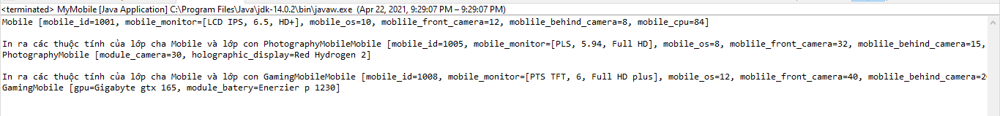 <terminated> MyMobile [Java Application] C:\Program Files\Java\jdk-14.0.2\bin\javaw.exe (Apr 22, 2021, 9:29:07 PM – 9:29:07 PM)
Mobile [mobile_id=1001, mobile_monitor=[LCD IPS, 6.5, HD+], mobile_os=10, moblile_front_camera=12, moblile_behind_camera=8, mobile_cpu=84]
In ra các thuộc tính của lớp cha Mobile và lớp con PhotographyMobileMobile [mobile_id=1005, mobile_monitor=[PLS, 5.94, Full HD], mobile_os=8, moblile_front_camera=32, moblile_behind_camera=15,
PhotographyMobile [module_camera=30, holographic_display=Red Hydrogen 2]
In ra các thuộc tính của lớp cha Mobile và lớp con GamingMobileMobile [mobile_id=1008, mobile_monitor=[PTS TFT, 6, Full HD plus], mobile_os=12, moblile_front_camera=40, moblile_behind_camera=2
GamingMobile [gpu=Gigabyte gtx 165, module_batery=Enerzier p 1230]